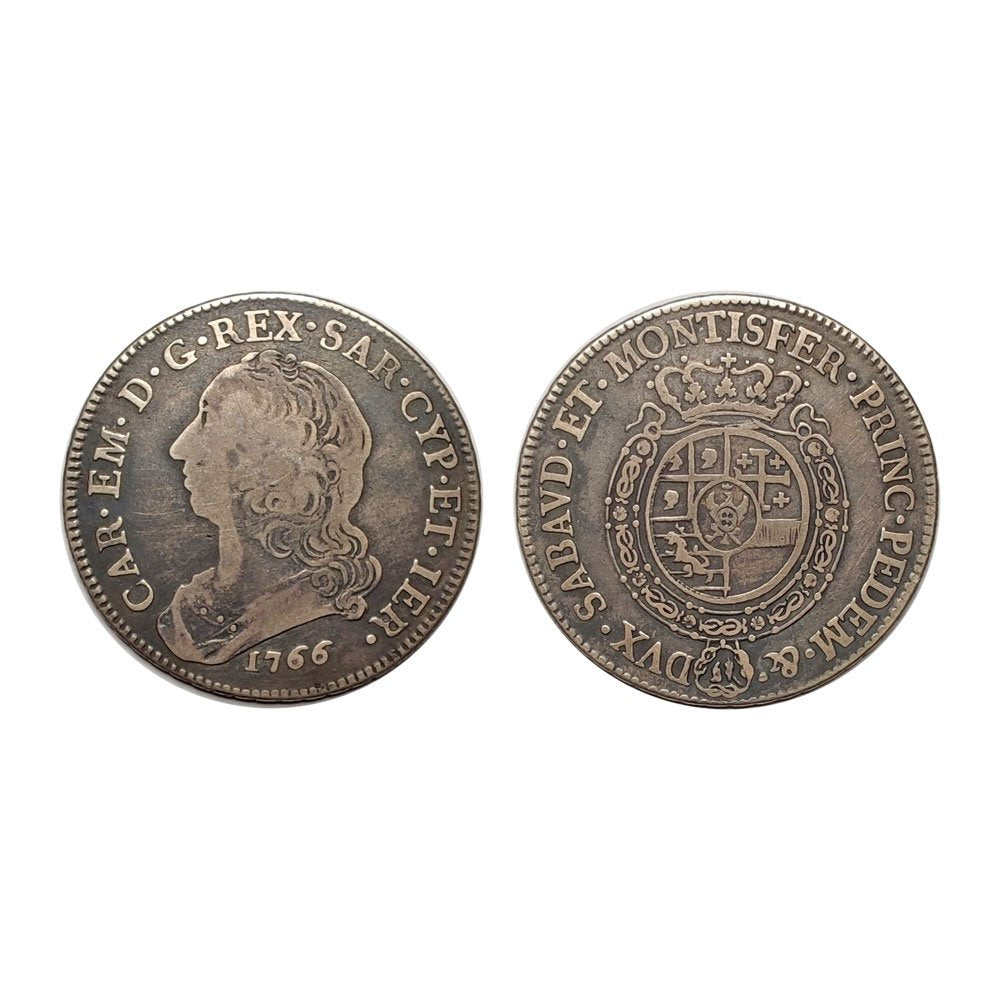 CAR·EM·D·G·REX·SAR·CYP·ET·IER·
1766
DVX·SABAVD·ET·MONTISFER·PRINC·PEDEM·&·